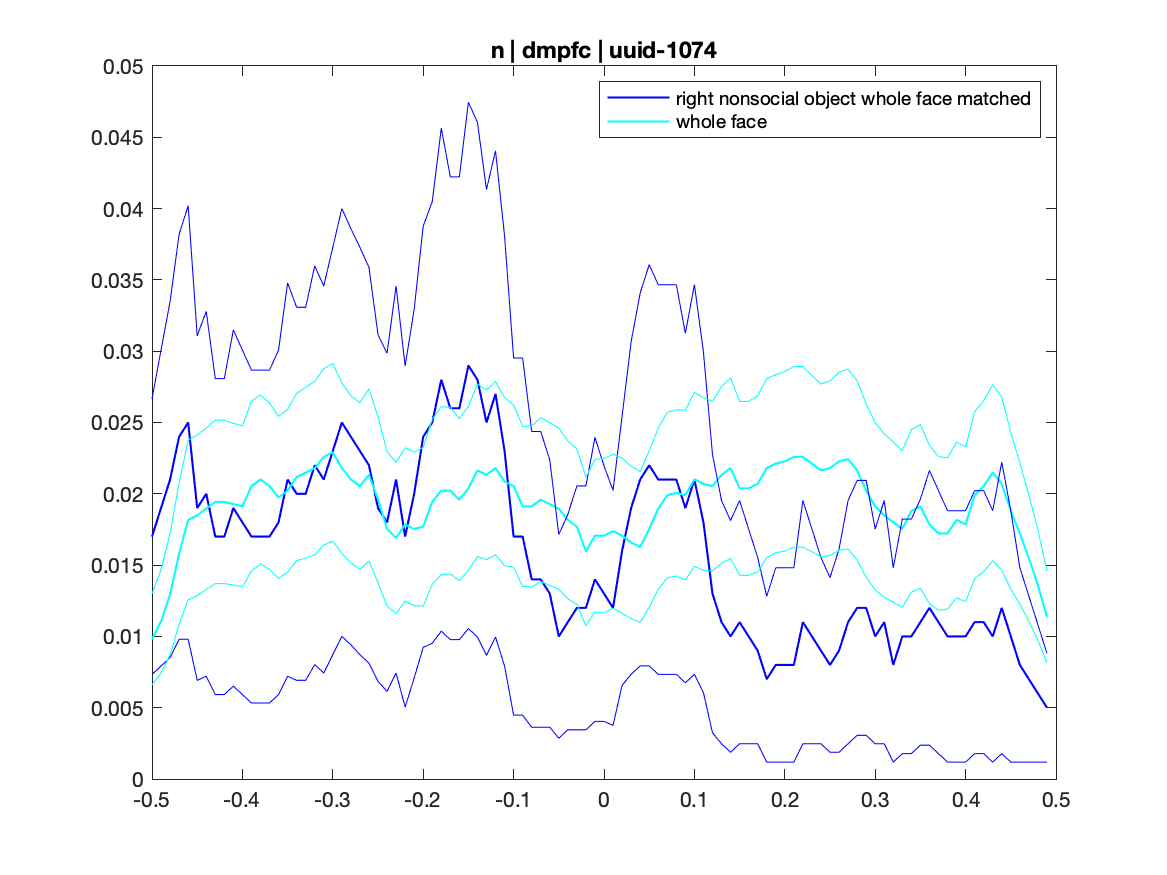 n | dmpfc | uuid-1074
right nonsocial object whole face matched
whole face
0.05
0.045
0.04
0.035
0.03
0.025
0.02
0.015
0.01
0.005
0
-0.5 -0.4 -0.3 -0.2 -0.1 0 0.1 0.2 0.3 0.4 0.5